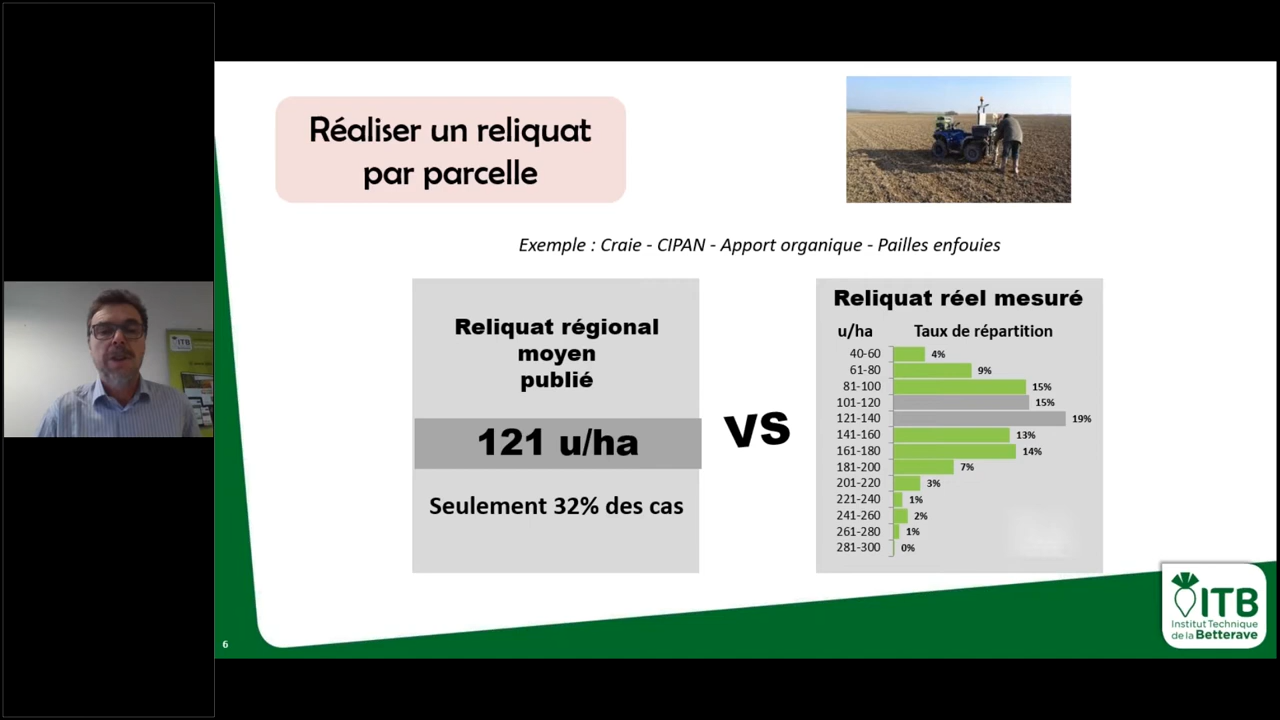 Réaliser un reliquat
par parcelle
Exemple : Craie - CIPAN - Apport organique - Pailles enfouies
Reliquat régional
moyen
publié
121 u/ha
Seulement 32% des cas
VS
Reliquat réel mesuré
u/ha Taux de répartition
40-60 4%
61-80 9%
81-100 15%
101-120 15%
121-140 19%
141-160 13%
161-180 14%
181-200 7%
201-220 3%
221-240 1%
241-260 2%
261-280 1%
281-300 0%
6
ITB
Institut Technique
de la Betterave
ITB